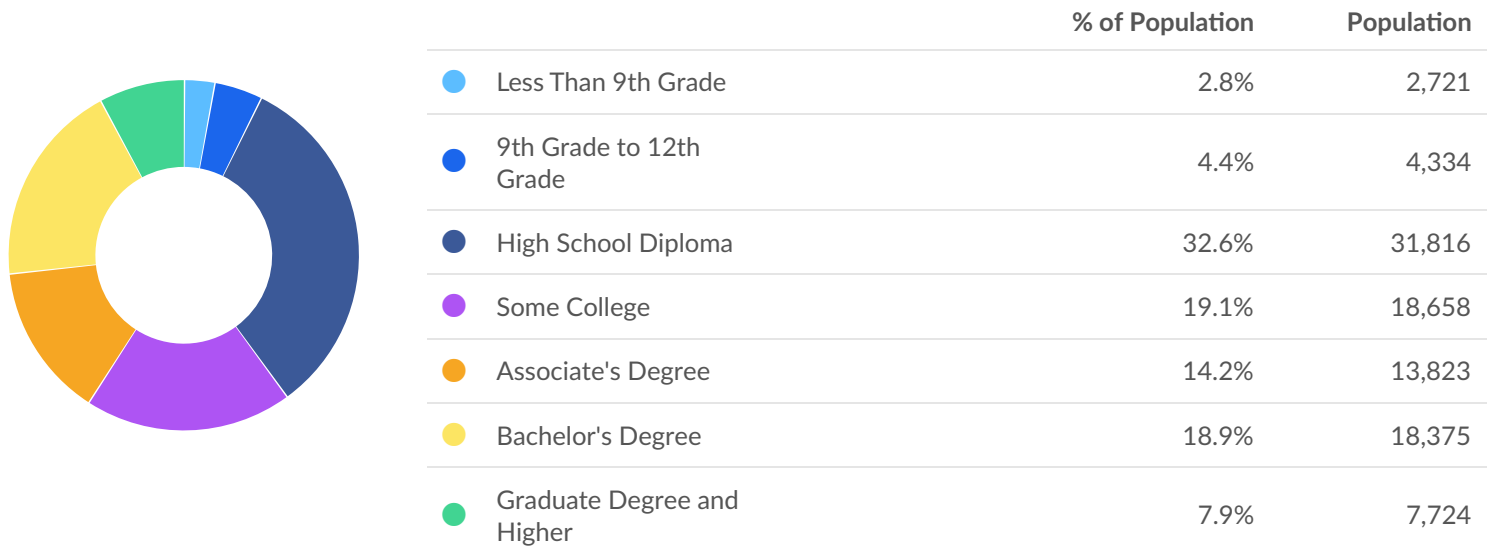 % of Population Population
Less Than 9th Grade 2.8% 2,721
9th Grade to 12th
Grade 4.4% 4,334
High School Diploma 32.6% 31,816
Some College 19.1% 18,658
Associate's Degree 14.2% 13,823
Bachelor's Degree 18.9% 18,375
Graduate Degree and
Higher 7.9% 7,724